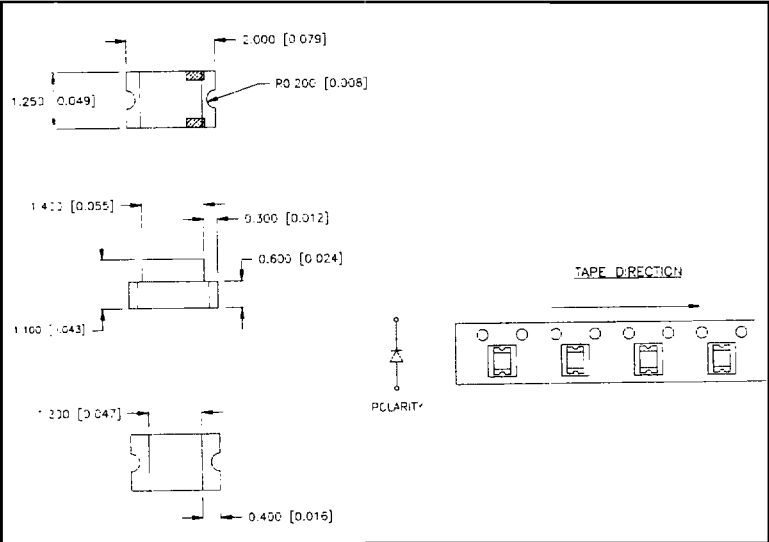 2.000 [0.079]
R0.200 [0.008]
1.250 [0.049]
1.400 [0.055]
0.300 [0.012]
0.600 [0.024]
TAPE DIRECTION
1.100 [0.043]
POLARITY
1.200 [0.047]
0.400 [0.016]